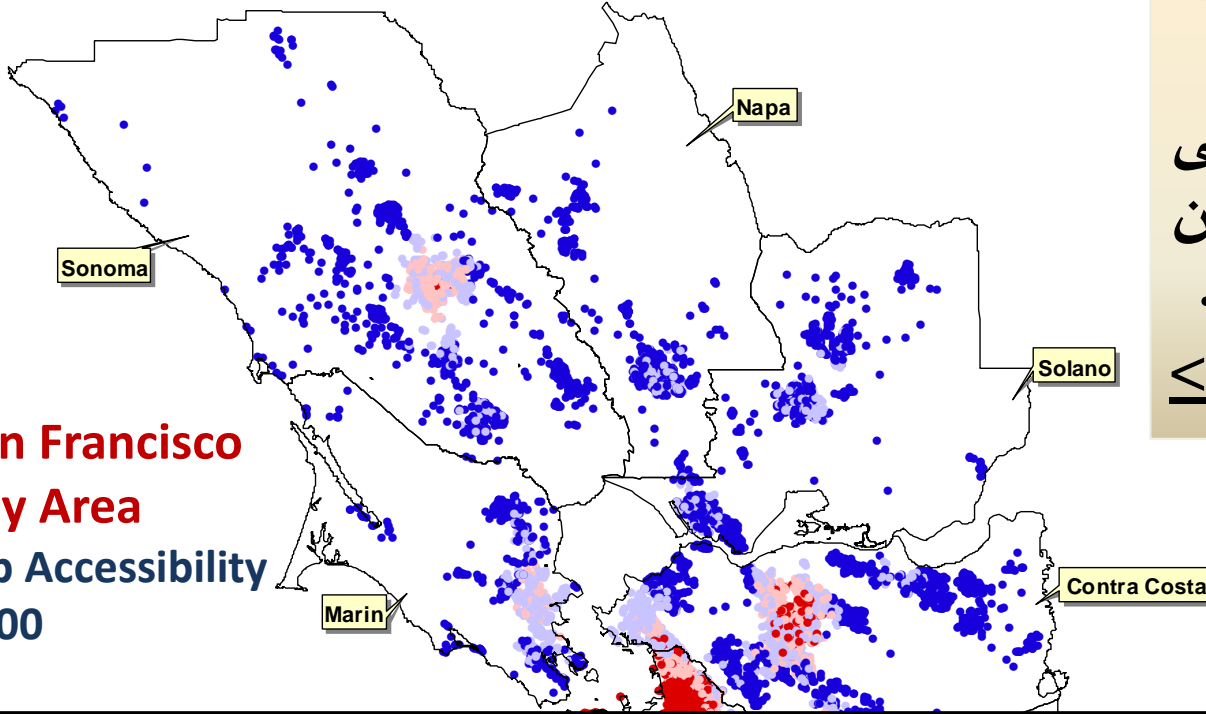 Napa
Sonoma
Solano
n Francisco
y Area
Accessibility
00
Contra Costa
Marin
ى
ن
.
<